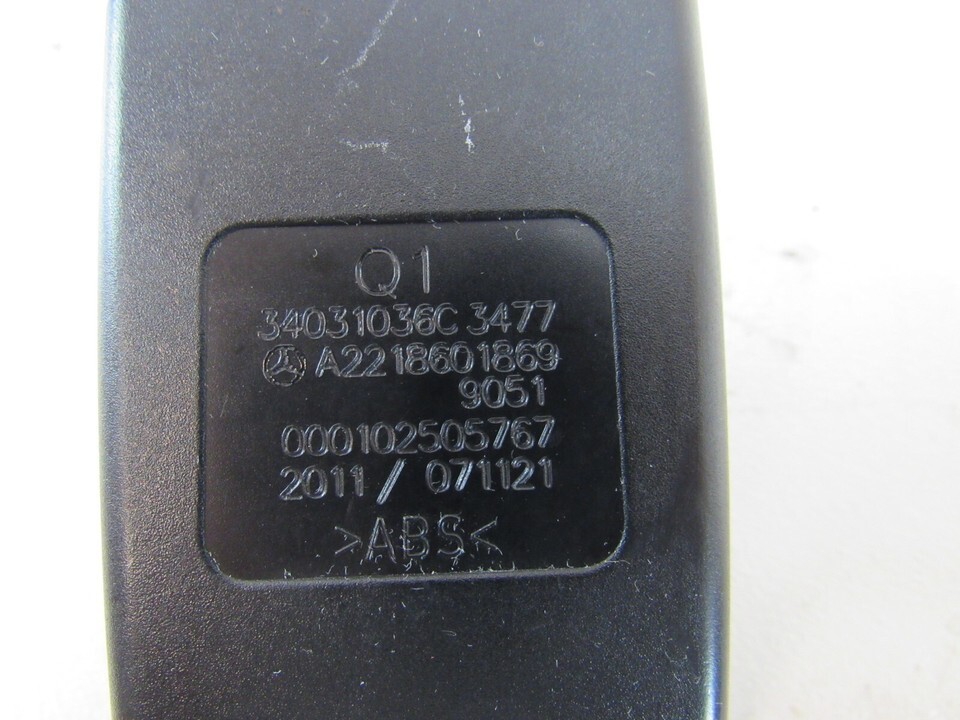 Q1
34031036C 3477
A2218601869
9051
000102505767
2011 / 071121
>ABS<